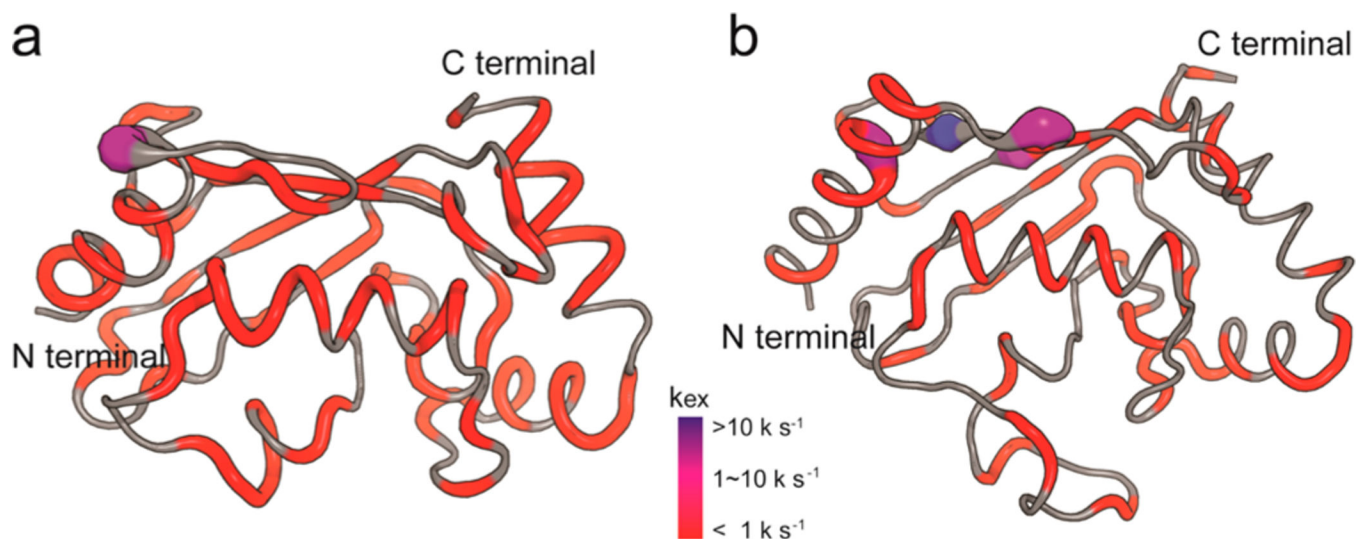 a
C terminal
N terminal
b
C terminal
N terminal
kex
>10 k s⁻¹
1~10 k s⁻¹
< 1 k s⁻¹